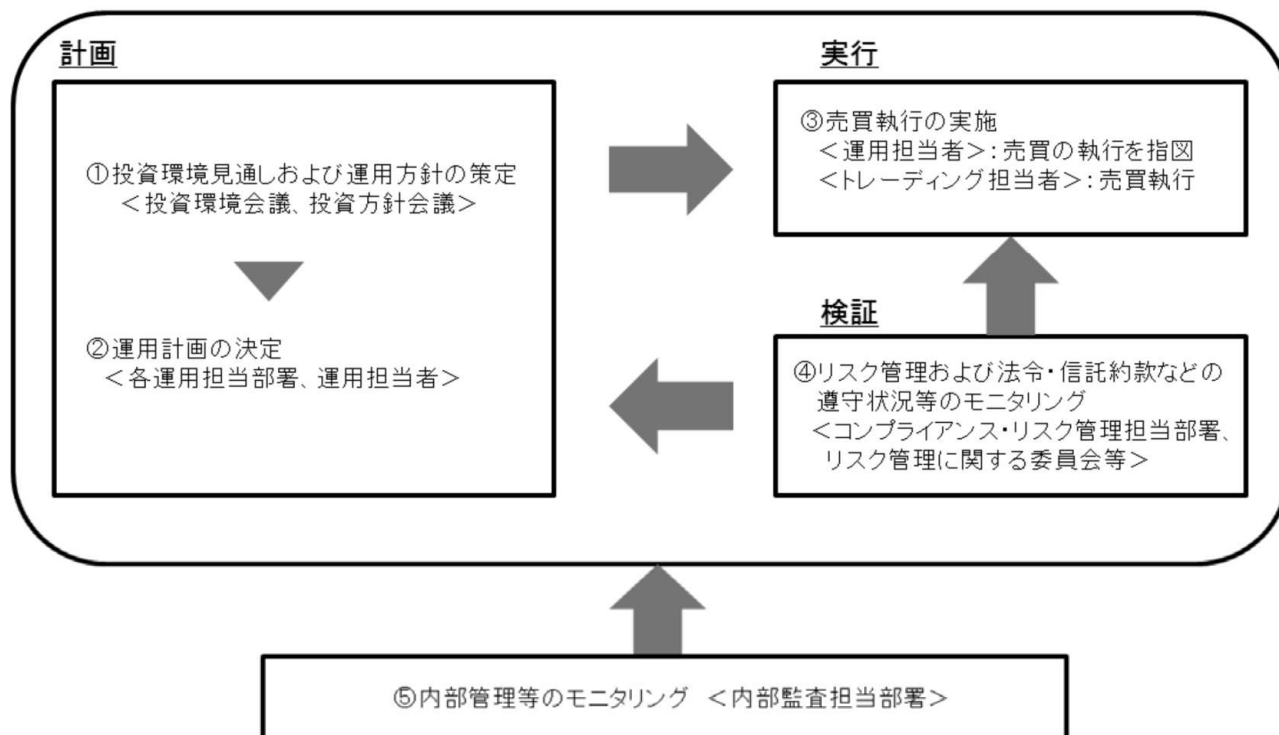 計画
①投資環境見通しおよび運用方針の策定
＜投資環境会議、投資方針会議＞
②運用計画の決定
＜各運用担当部署、運用担当者＞
実行
③売買執行の実施
＜運用担当者＞：売買の執行を指図
＜トレーディング担当者＞：売買執行
検証
④リスク管理および法令・信託約款などの
遵守状況等のモニタリング
＜コンプライアンス・リスク管理担当部署、
リスク管理に関する委員会等＞
⑤内部管理等のモニタリング ＜内部監査担当部署＞